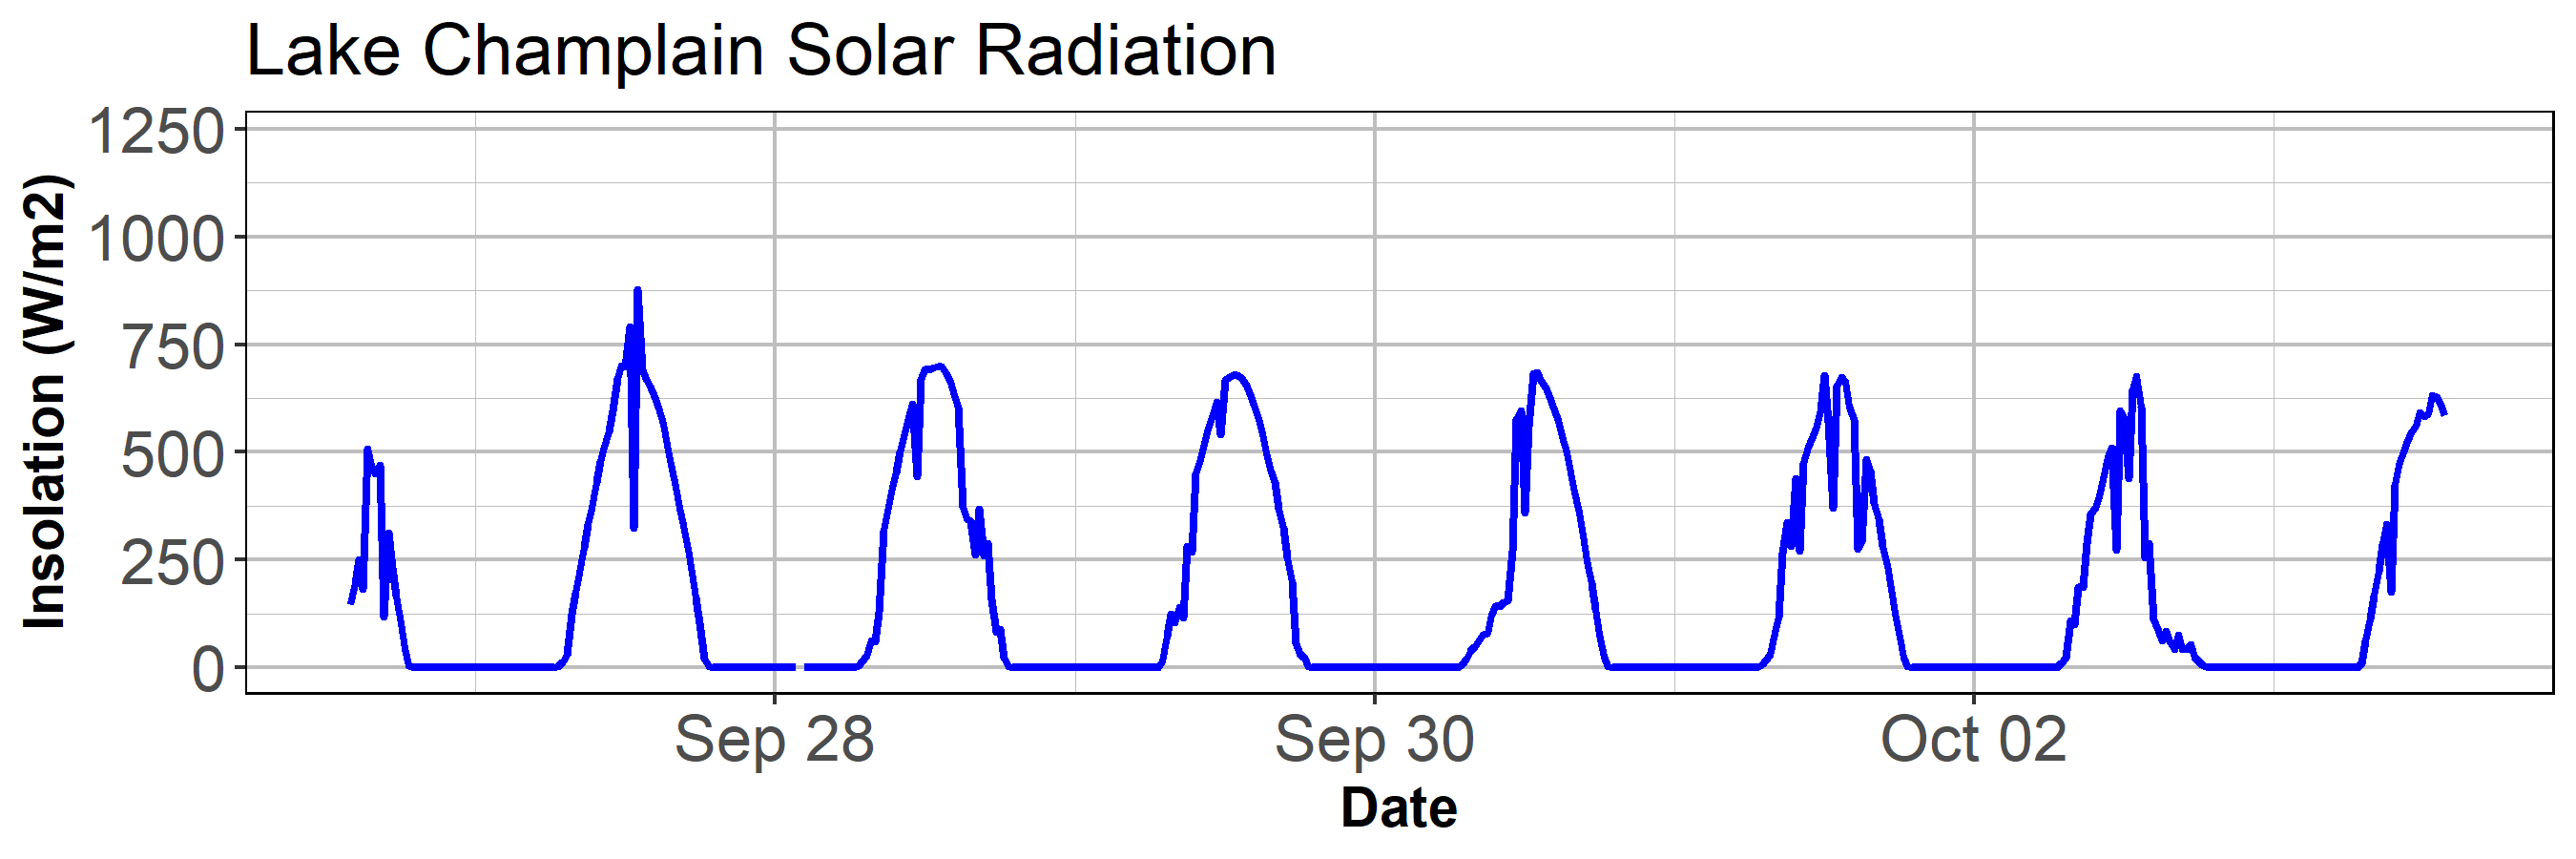 Lake Champlain Solar Radiation
Insolation (W/m2)
1250
1000
750
500
250
0
Sep 28
Sep 30
Oct 02
Date